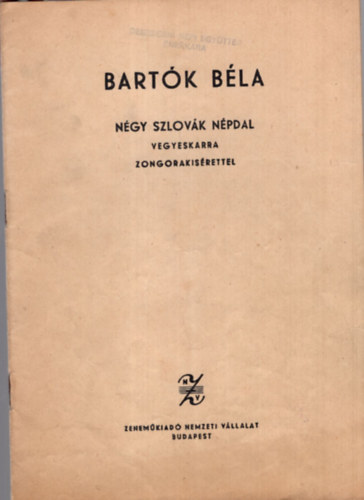 BARTÓK BÉLA
NÉGY SZLOVÁK NÉPDAL
VEGYESKARRA
ZONGORAKISÉRETTEL
N
Z
V
ZENEMŰKIADÓ NEMZETI VÁLLALAT
BUDAPEST